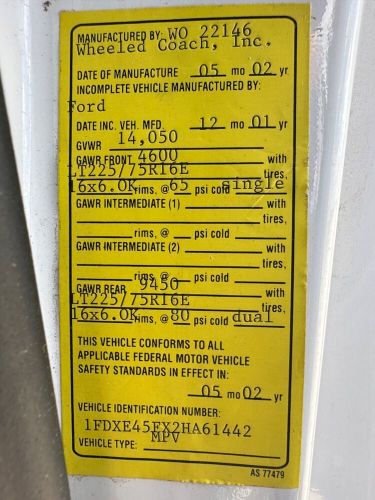 MANUFACTURED BY: WO 22146
Wheeled Coach, Inc.
DATE OF MANUFACTURE 05 mo 02 yr
INCOMPLETE VEHICLE MANUFACTURED BY:
Ford
DATE INC. VEH. MFD. 12 mo 01 yr.
GVWR 14,050
GAWR FRONT 4600 with
LT225/75R16E tires,
16x6.0K rims, @ 65 psi cold single
GAWR INTERMEDIATE (1) with
tires,
rims, @ psi cold
GAWR INTERMEDIATE (2) with
tires,
rims, @ psi cold
GAWR REAR 9450 with
LT225/75R16E tires,
16x6.0K rims, @ 80 psi cold dual
THIS VEHICLE CONFORMS TO ALL
APPLICABLE FEDERAL MOTOR VEHICLE
SAFETY STANDARDS IN EFFECT IN:
05 mo 02 yr
VEHICLE IDENTIFICATION NUMBER:
1FDXE45FX2HA61442
VEHICLE TYPE: MPV
AS 77479